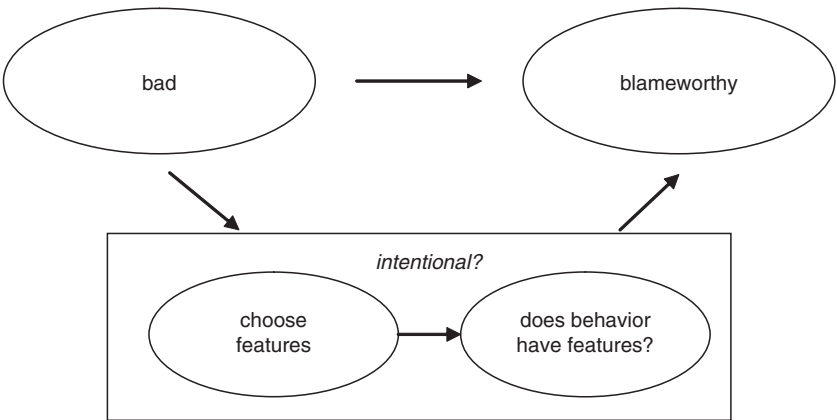 bad
blameworthy
intentional?
choose
features
does behavior
have features?